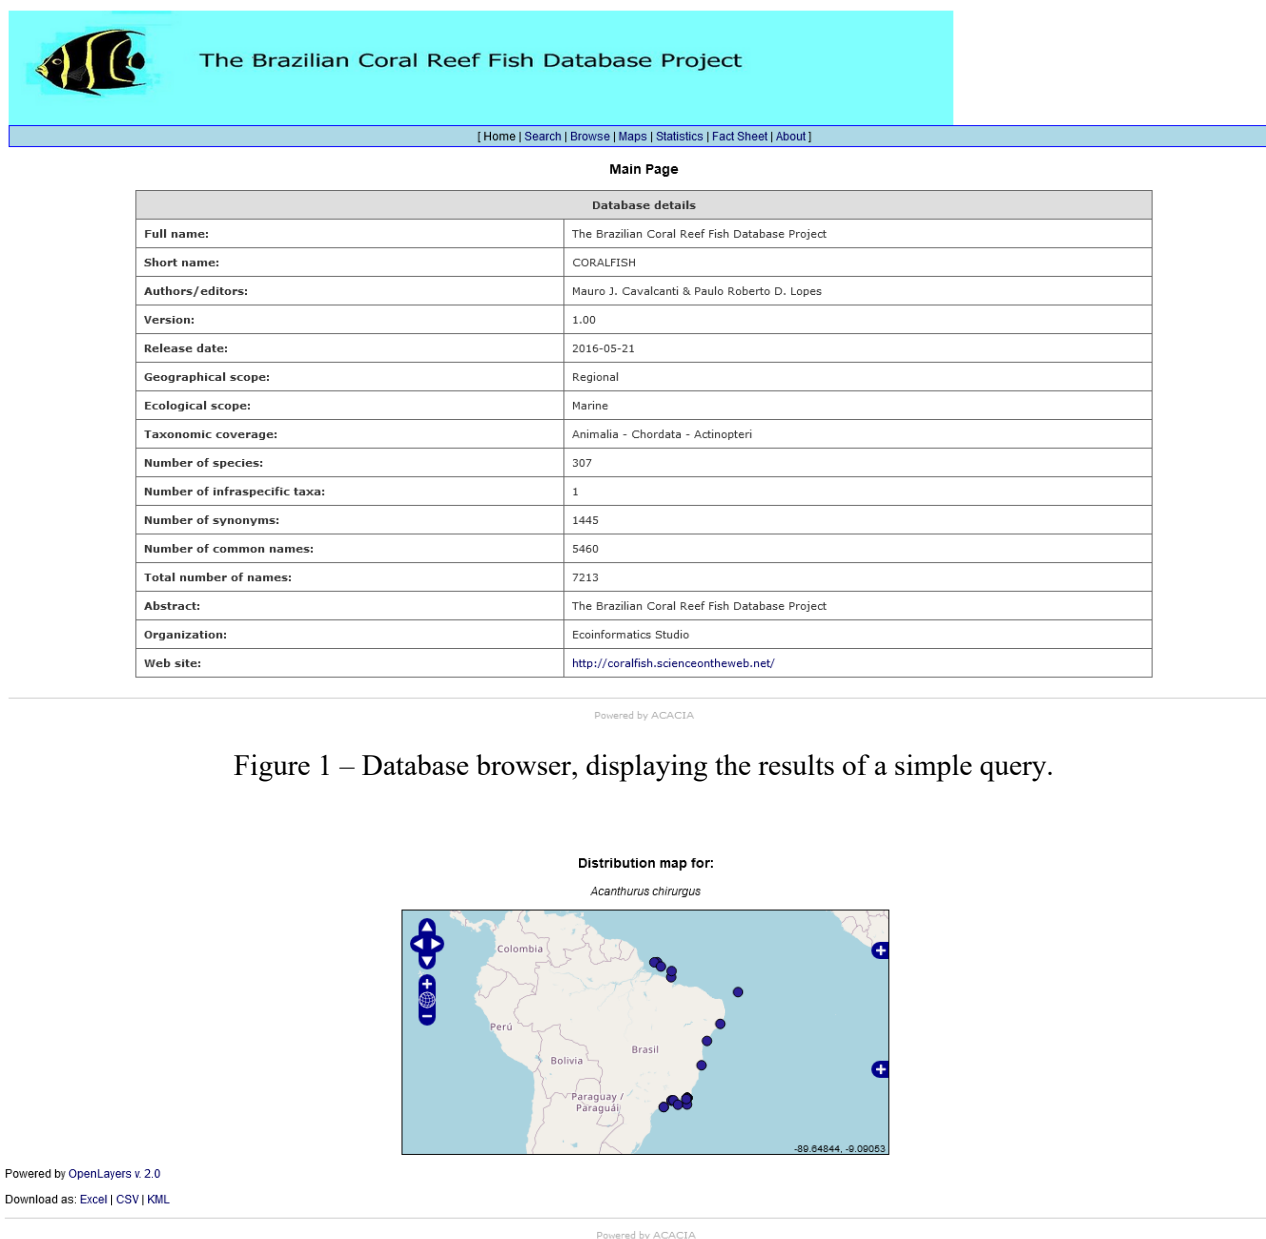 The Brazilian Coral Reef Fish Database Project
[ Home | Search | Browse | Maps | Statistics | Fact Sheet | About ]
Main Page
Database details
Full name: The Brazilian Coral Reef Fish Database Project
Short name: CORALFISH
Authors/editors: Mauro J. Cavalcanti & Paulo Roberto D. Lopes
Version: 1.00
Release date: 2016-05-21
Geographical scope: Regional
Ecological scope: Marine
Taxonomic coverage: Animalia - Chordata - Actinopteri
Number of species: 307
Number of infraspecific taxa: 1
Number of synonyms: 1445
Number of common names: 5460
Total number of names: 7213
Abstract: The Brazilian Coral Reef Fish Database Project
Organization: Ecoinformatics Studio
Web site: http://coralfish.scienceontheweb.net/
Powered by ACACIA
Figure 1 – Database browser, displaying the results of a simple query.
Distribution map for:
Acanthurus chirurgus
Colombia
Perú
Brasil
Bolivia
Paraguay /
Paraguái
-89.64844, -9.09053
Powered by OpenLayers v. 2.0
Download as: Excel | CSV | KML
Powered by ACACIA